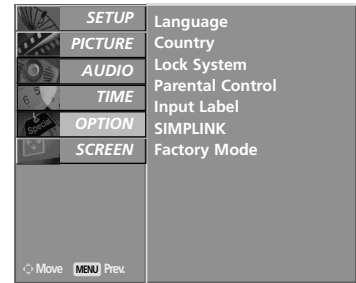 SETUP
PICTURE
AUDIO
TIME
OPTION
SCREEN
Language
Country
Lock System
Parental Control
Input Label
SIMPLINK
Factory Mode
Special
Move MENU Prev.